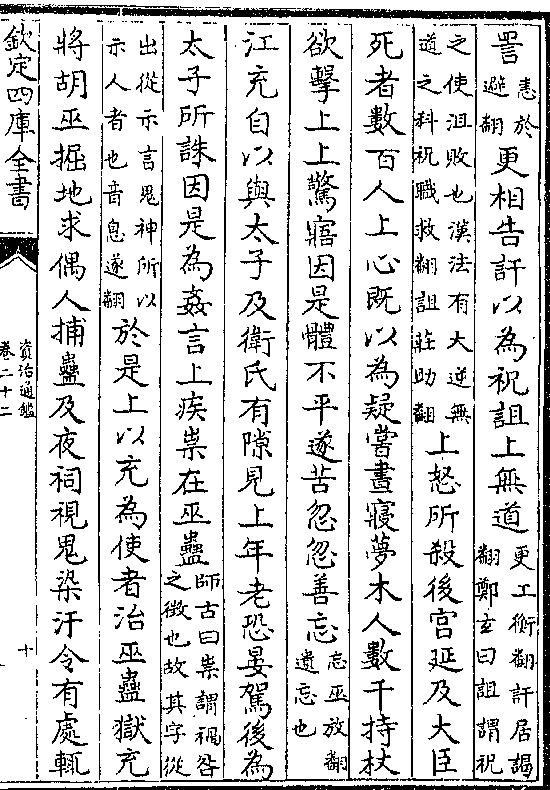 詈恚於避翻更相告訐以為祝詛上無道更工衡翻訐居謁翻鄭玄曰詛謂祝
之使沮敗也漢法有大逆無道之科祝職救翻詛莊助翻上怒所殺後宫延及大臣
死者數百人上心既以為疑嘗晝寢夢木人數千持杖
欲擊上上驚寤因是體不平遂苦忽忽善忘忘巫放翻遺忘也
江充自以與太子及衛氏有隙見上年老恐晏駕後為
太子所誅因是為姦言上疾祟在巫蠱師古曰祟謂禍咎之徴也故其字從
出從示言鬼神所以示人者也音息遂翻於是上以充為使者治巫蠱獄充
將胡巫掘地求偶人捕蠱及夜祠視鬼染汙令有處輒
欽定四庫全書
資治通鑑
卷二十二
十